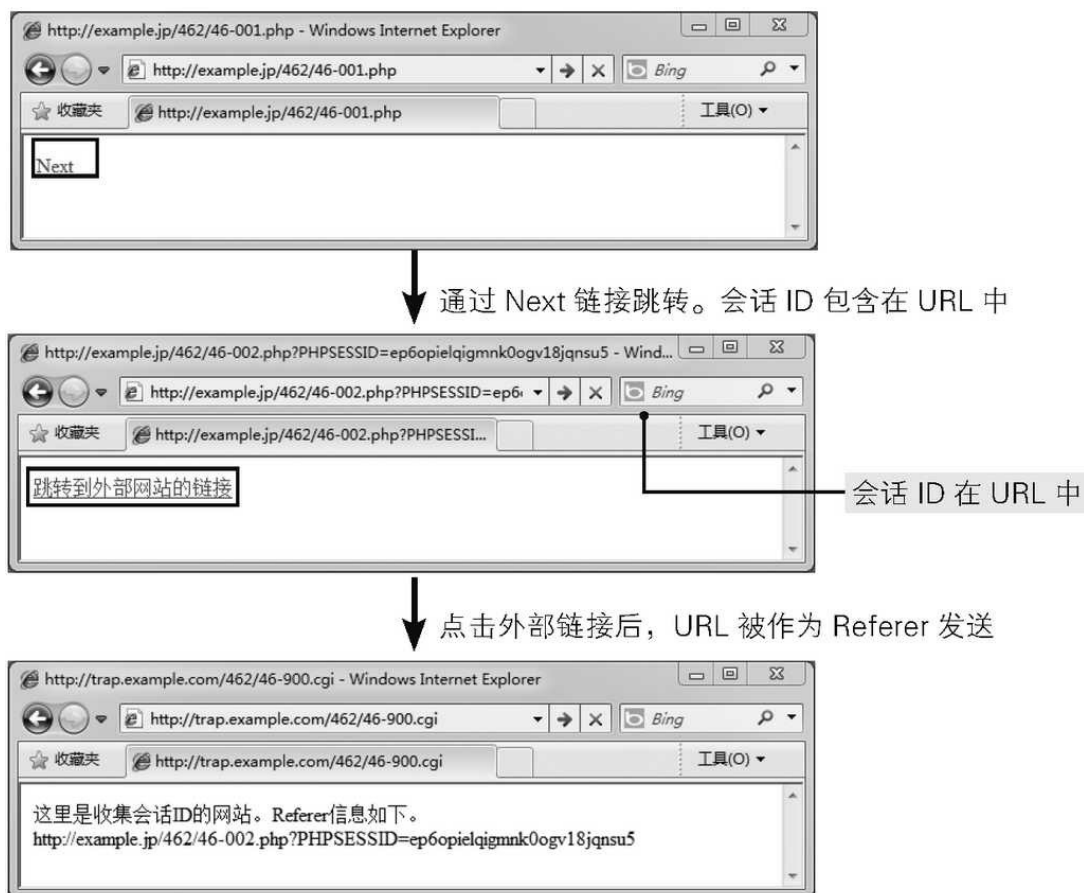 http://example.jp/462/46-001.php - Windows Internet Explorer
http://example.jp/462/46-001.php
Bing
收藏夹
http://example.jp/462/46-001.php
工具(O)
Next
通过 Next 链接跳转。会话 ID 包含在 URL 中
http://example.jp/462/46-002.php?PHPSESSID=ep6opielqigmnk0ogv18jqnsu5 - Wind...
http://example.jp/462/46-002.php?PHPSESSID=ep6
Bing
收藏夹
http://example.jp/462/46-002.php?PHPSESSI...
工具(O)
跳转到外部网站的链接
会话 ID 在 URL 中
点击外部链接后，URL 被作为 Referer 发送
http://trap.example.com/462/46-900.cgi - Windows Internet Explorer
http://trap.example.com/462/46-900.cgi
Bing
收藏夹
http://trap.example.com/462/46-900.cgi
工具(O)
这里是收集会话ID的网站。Referer信息如下。
http://example.jp/462/46-002.php?PHPSESSID=ep6opielqigmnk0ogv18jqnsu5